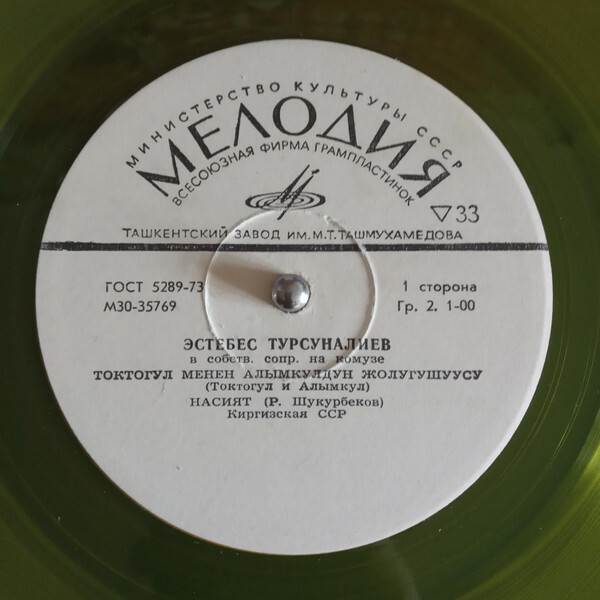 МИНИСТЕРСТВО КУЛЬТУРЫ СССР
МЕЛОДИЯ
ВСЕСОЮЗНАЯ ФИРМА ГРАМПЛАСТИНОК
▽33
ТАШКЕНТСКИЙ ЗАВОД ИМ. М.Т. ТАШМУХАМЕДОВА
ГОСТ 5289-73
М30-35769
1 сторона
Гр. 2. 1-00
ЭСТЕБЕС ТУРСУНАЛИЕВ
в собств. сопр. на комузе
ТОКТОГУЛ МЕНЕН АЛЫМКУЛДУН ЖОЛУГУШУУСУ
(Токтогул и Алымкул)
НАСИЯТ (Р. Шукурбеков)
Киргизская ССР